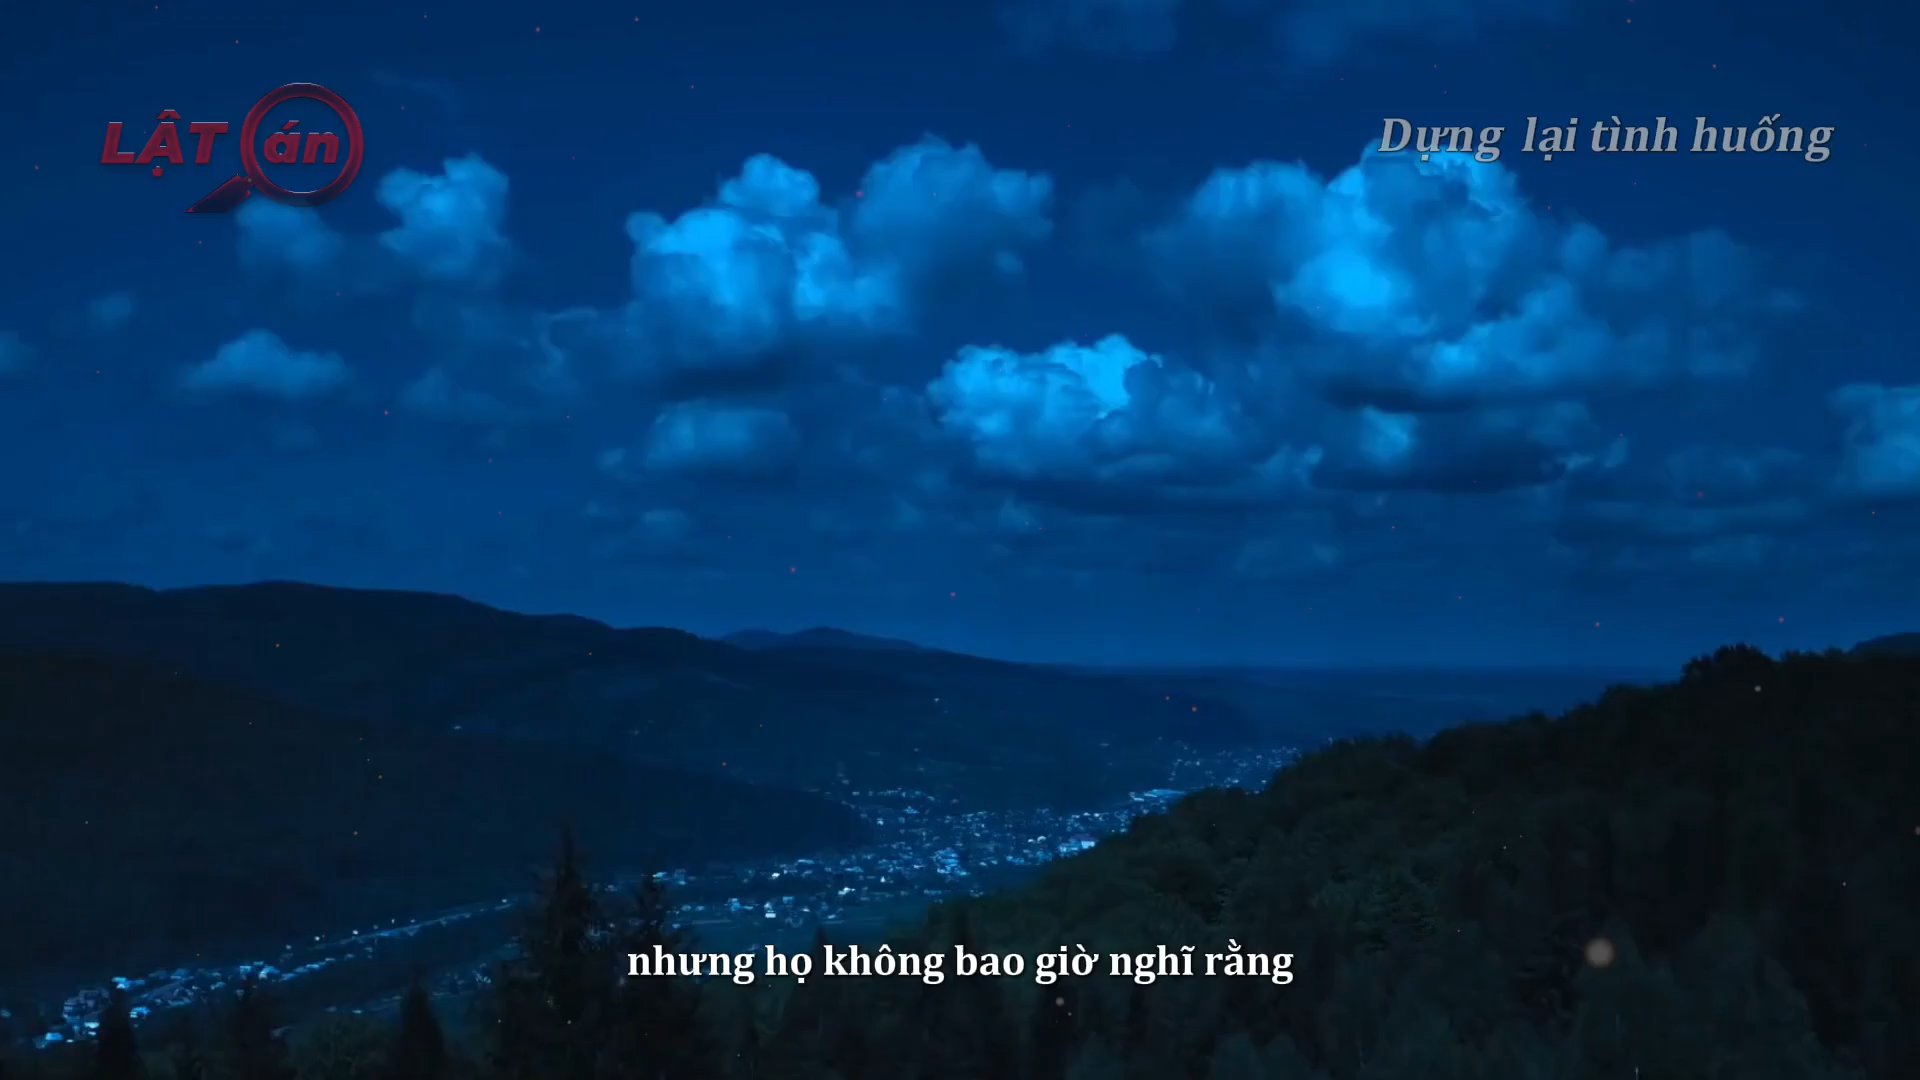 LẬT án
Dựng lại tình huống
nhưng họ không bao giờ nghĩ rằng